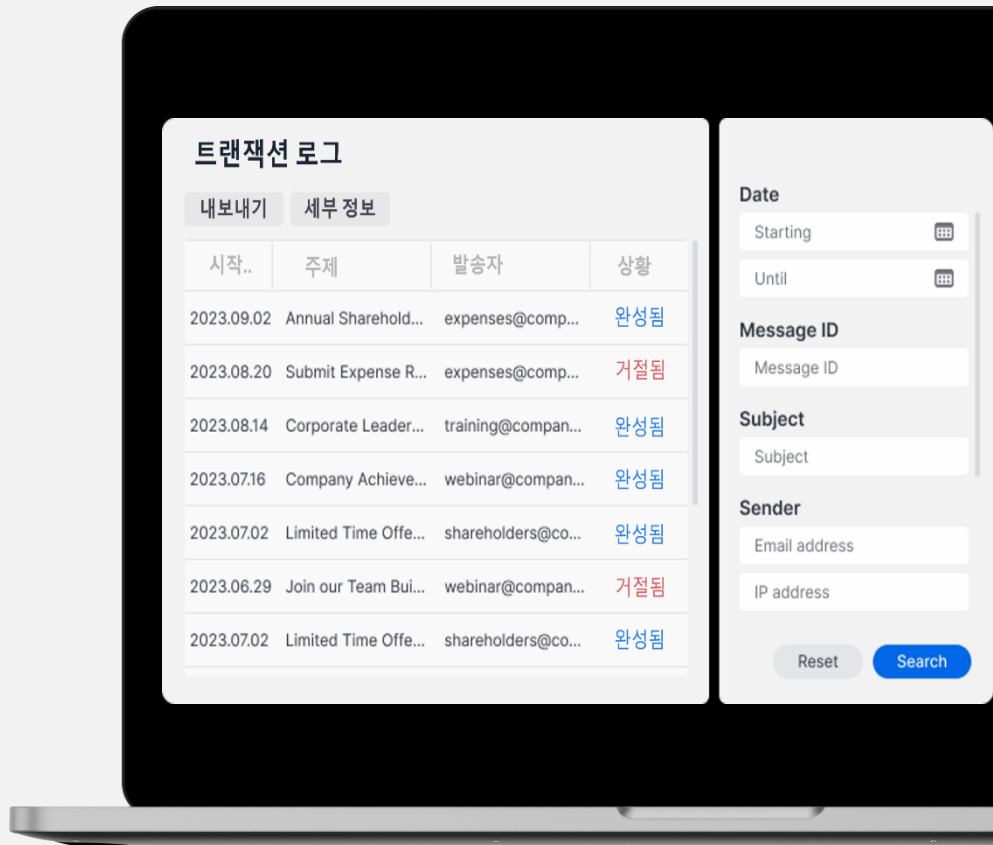 트랜잭션 로그
내보내기 세부 정보
시작.. 주제 발송자 상황
2023.09.02 Annual Sharehold... expenses@comp... 완성됨
2023.08.20 Submit Expense R... expenses@comp... 거절됨
2023.08.14 Corporate Leader... training@compan... 완성됨
2023.07.16 Company Achieve... webinar@compan... 완성됨
2023.07.02 Limited Time Offe... shareholders@co... 완성됨
2023.06.29 Join our Team Bui... webinar@compan... 거절됨
2023.07.02 Limited Time Offe... shareholders@co... 완성됨
Date
Starting
Until
Message ID
Message ID
Subject
Subject
Sender
Email address
IP address
Reset Search